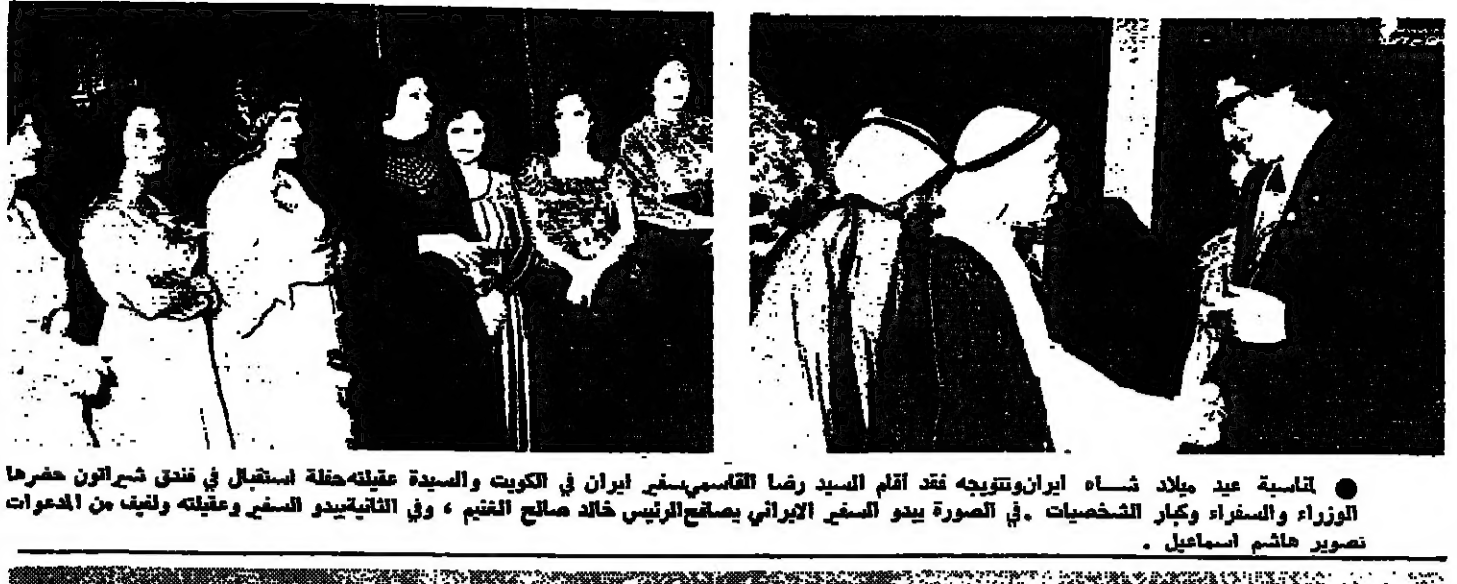 ● لمناسبة عيد ميلاد شـــاه ايران وتتويجه فقد أقام السيد رضا القاسمي سفير ايران في الكويت والسيدة عقيلته حفلة استقبال في فندق شيراتون حضرها
الوزراء والسفراء وكبار الشخصيات . في الصورة يبدو السفير الايراني يصافح الرئيس خالد صالح الغنيم ، وفي الثانية يبدو السفير وعقيلته ولفيف من المدعوات
تصوير هاشم اسماعيل .